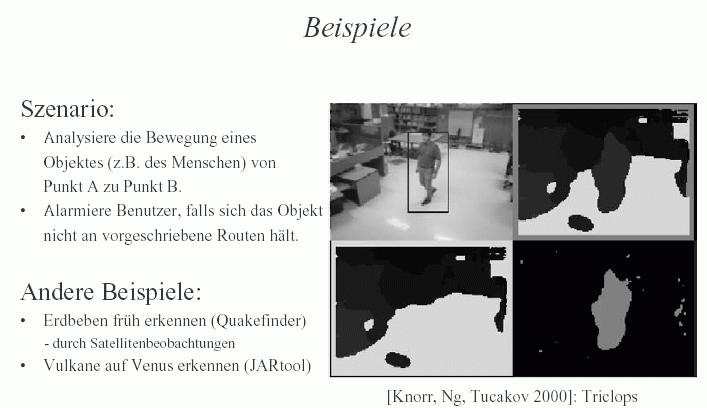 Beispiele
Szenario:
• Analysiere die Bewegung eines
Objektes (z.B. des Menschen) von
Punkt A zu Punkt B.
• Alarmiere Benutzer, falls sich das Objekt
nicht an vorgeschriebene Routen hält.
Andere Beispiele:
• Erdbeben früh erkennen (Quakefinder)
- durch Satellitenbeobachtungen
• Vulkane auf Venus erkennen (JARtool)
[Knorr, Ng, Tucakov 2000]: Triclops